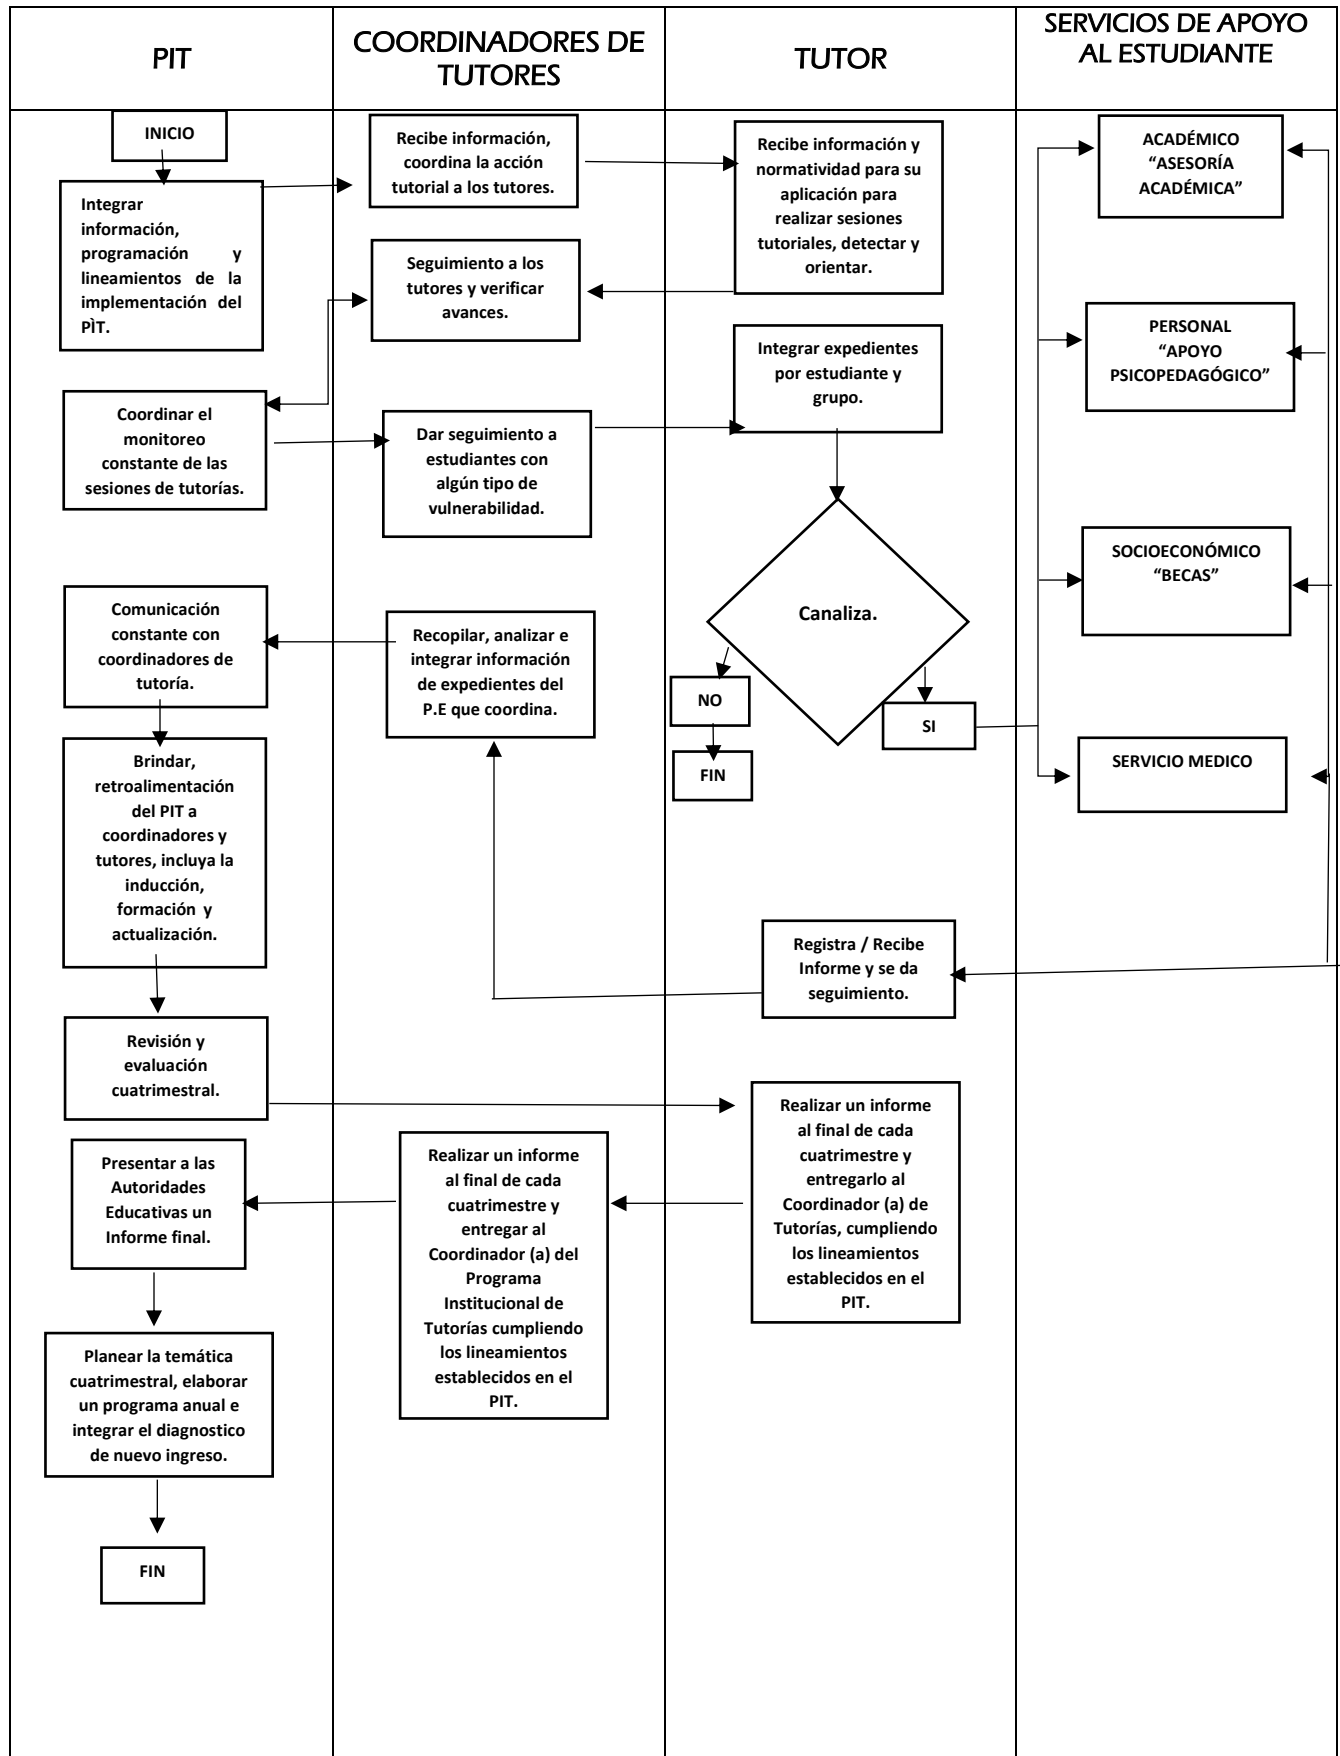 PIT
COORDINADORES DE
TUTORES
TUTOR
SERVICIOS DE APOYO
AL ESTUDIANTE
INICIO
Integrar
información,
programación y
lineamientos de la
implementación del
PÌT.
Coordinar el
monitoreo
constante de las
sesiones de tutorías.
Comunicación
constante con
coordinadores de
tutoría.
Brindar,
retroalimentación
del PIT a
coordinadores y
tutores, incluya la
inducción,
formación y
actualización.
Revisión y
evaluación
cuatrimestral.
Presentar a las
Autoridades
Educativas un
Informe final.
Planear la temática
cuatrimestral, elaborar
un programa anual e
integrar el diagnostico
de nuevo ingreso.
FIN
Recibe información,
coordina la acción
tutorial a los tutores.
Seguimiento a los
tutores y verificar
avances.
Dar seguimiento a
estudiantes con
algún tipo de
vulnerabilidad.
Recopilar, analizar e
integrar información
de expedientes del
P.E que coordina.
Realizar un informe
al final de cada
cuatrimestre y
entregar al
Coordinador (a) del
Programa
Institucional de
Tutorías cumpliendo
los lineamientos
establecidos en el
PIT.
Recibe información y
normatividad para su
aplicación para
realizar sesiones
tutoriales, detectar y
orientar.
Integrar expedientes
por estudiante y
grupo.
Canaliza.
NO
SI
FIN
Registra / Recibe
Informe y se da
seguimiento.
Realizar un informe
al final de cada
cuatrimestre y
entregarlo al
Coordinador (a) de
Tutorías, cumpliendo
los lineamientos
establecidos en el
PIT.
ACADÉMICO
“ASESORÍA
ACADÉMICA”
PERSONAL
“APOYO
PSICOPEDAGÓGICO”
SOCIOECONÓMICO
“BECAS”
SERVICIO MEDICO